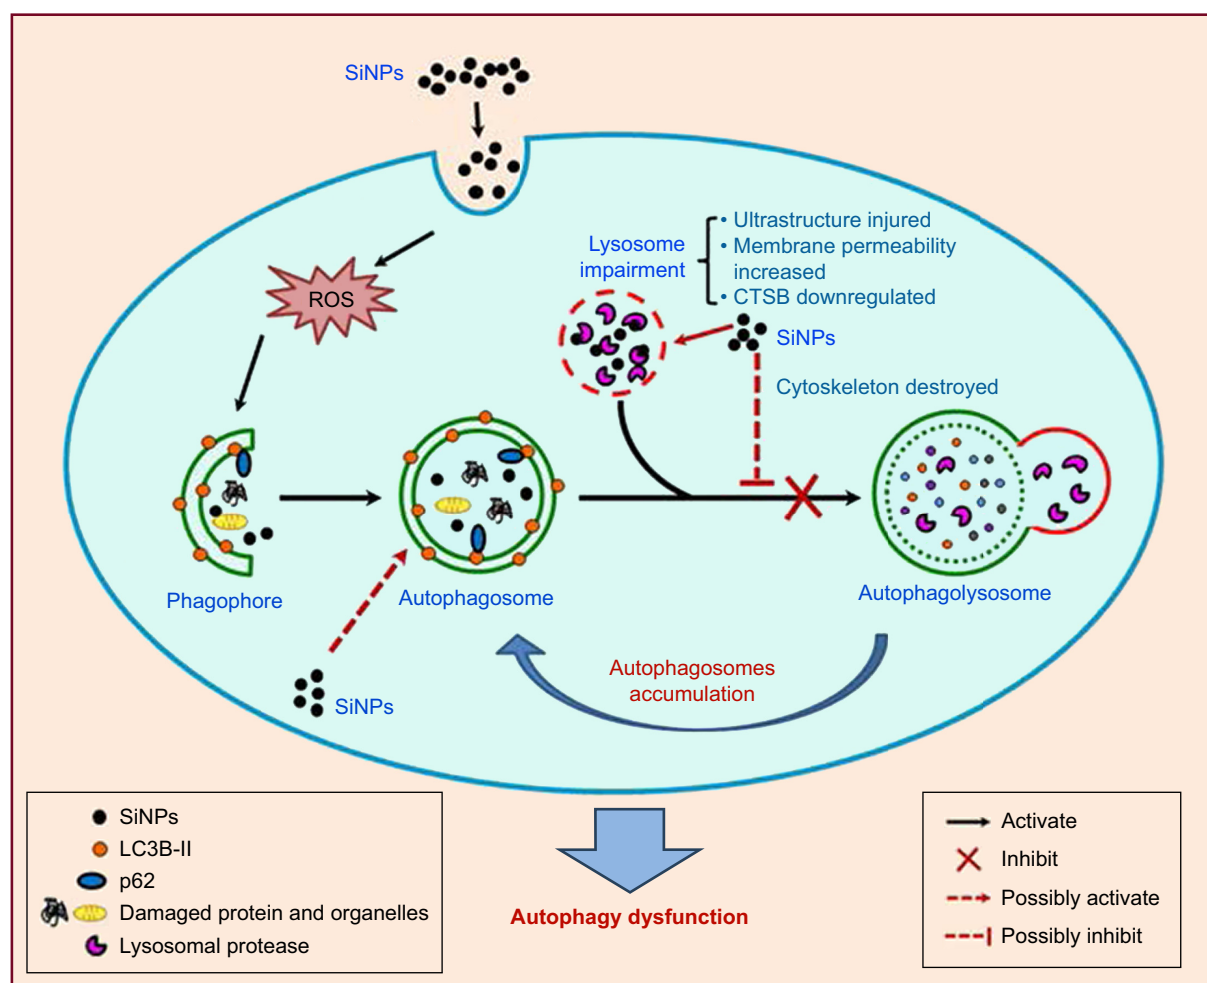 SiNPs
ROS
Lysosome
impairment
• Ultrastructure injured
• Membrane permeability
increased
• CTSB downregulated
SiNPs
Cytoskeleton destroyed
Phagophore
Autophagosome
Autophagolysosome
SiNPs
Autophagosomes
accumulation
SiNPs
LC3B-II
p62
Damaged protein and organelles
Lysosomal protease
Autophagy dysfunction
Activate
Inhibit
Possibly activate
Possibly inhibit